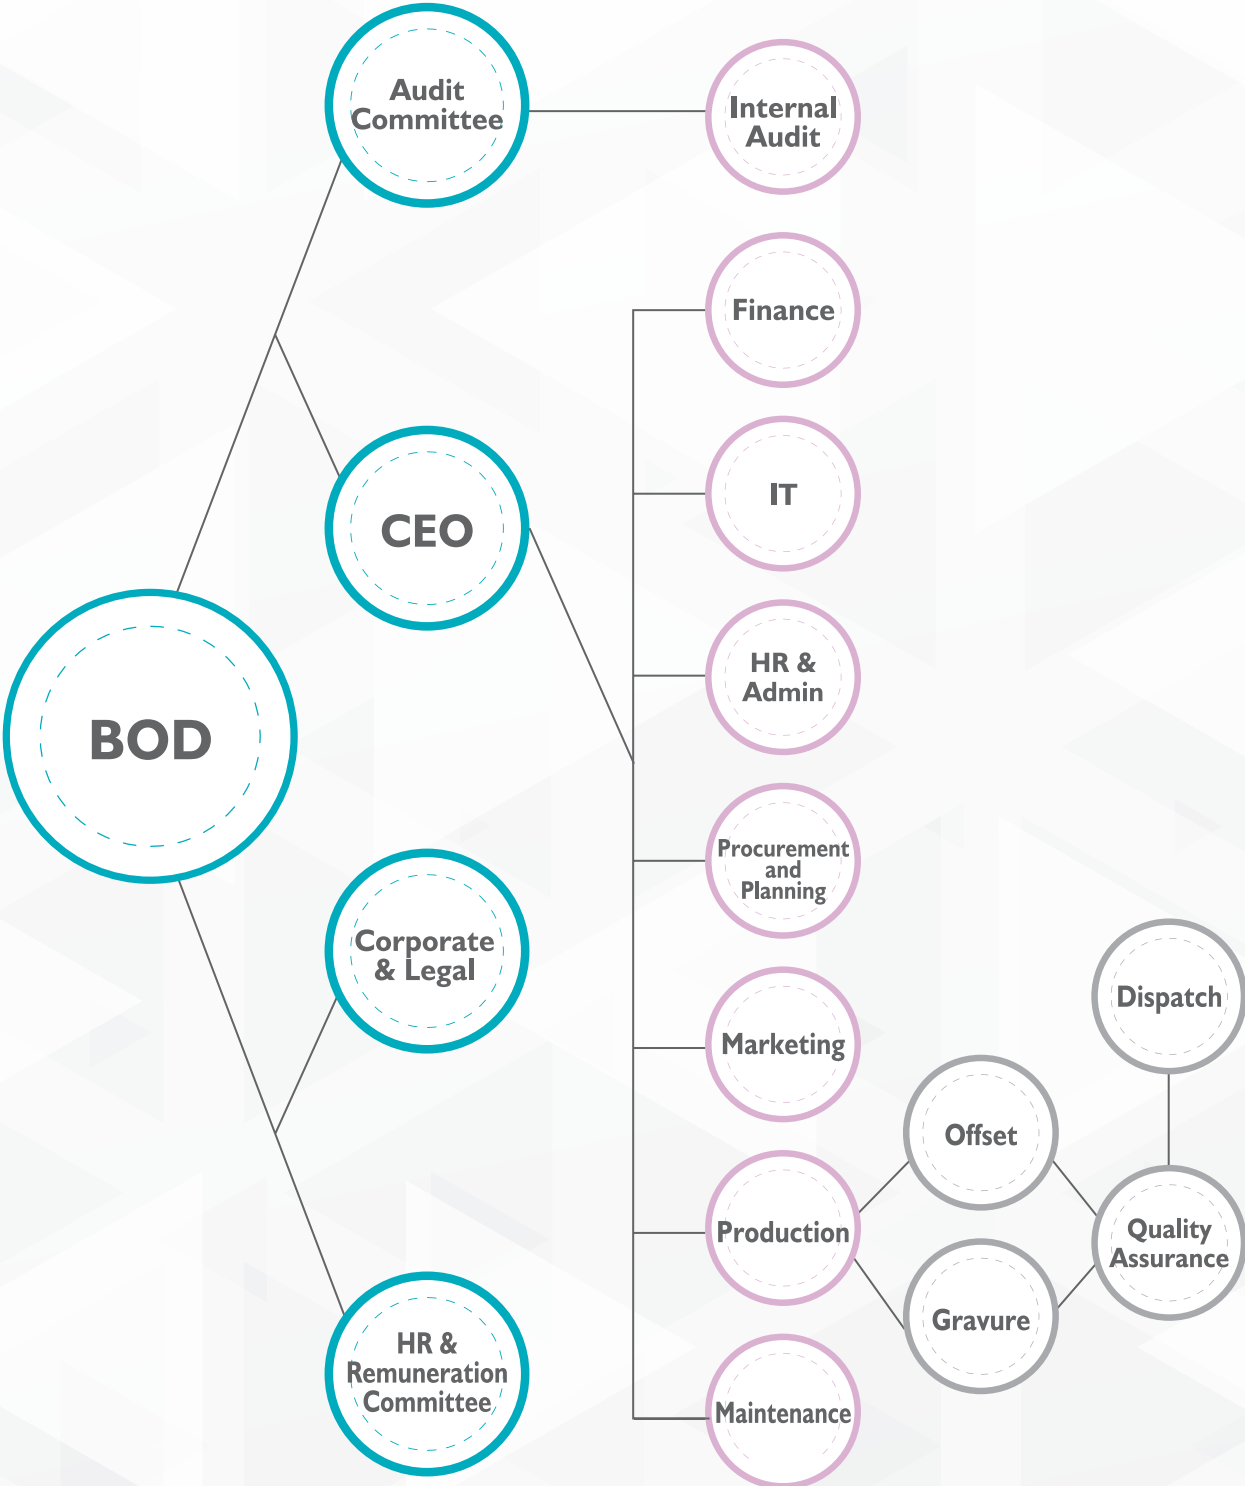 Audit
Committee
Internal
Audit
Finance
IT
CEO
HR &
Admin
BOD
Procurement
and
Planning
Corporate
& Legal
Marketing
Dispatch
Offset
Production
Quality
Assurance
Gravure
HR &
Remuneration
Committee
Maintenance